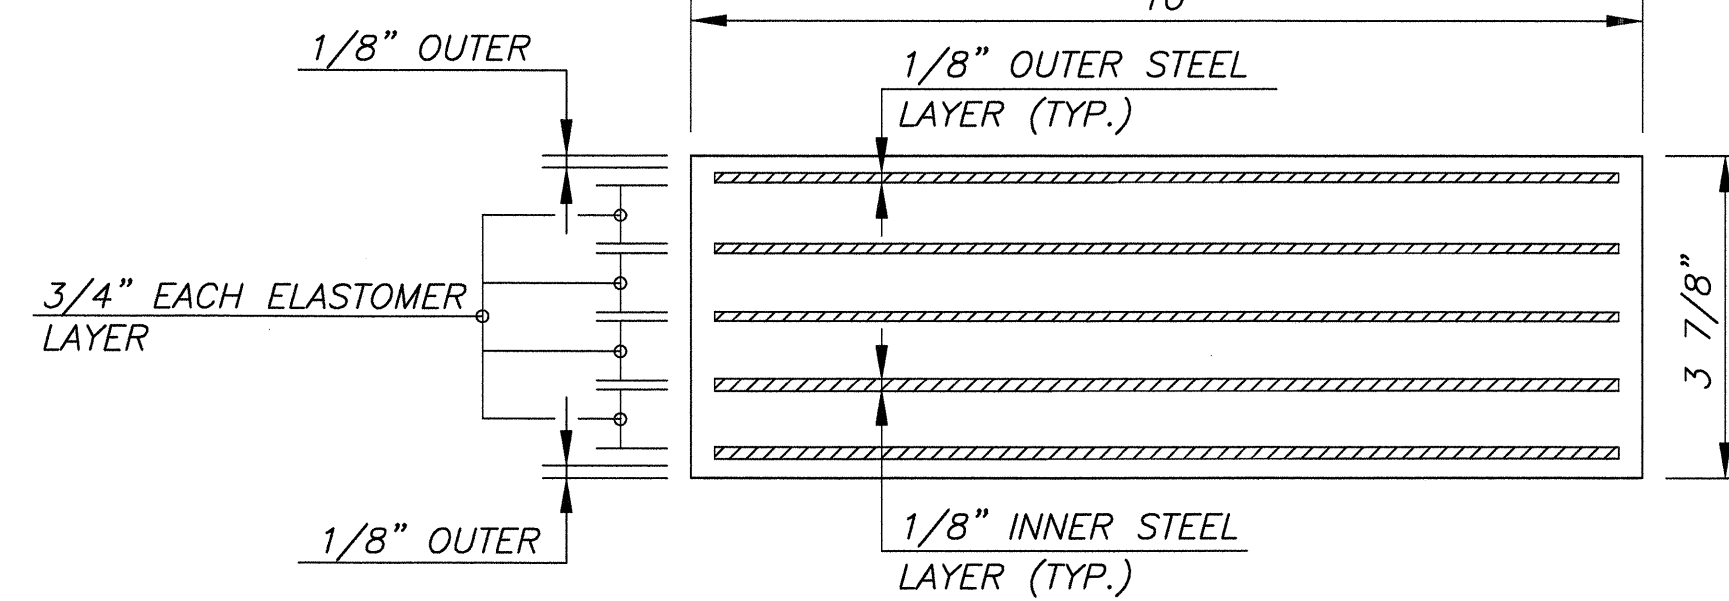 1/8" OUTER
1/8" OUTER STEEL
LAYER (TYP.)
3/4" EACH ELASTOMER
LAYER
3 7/8"
1/8" OUTER
1/8" INNER STEEL
LAYER (TYP.)